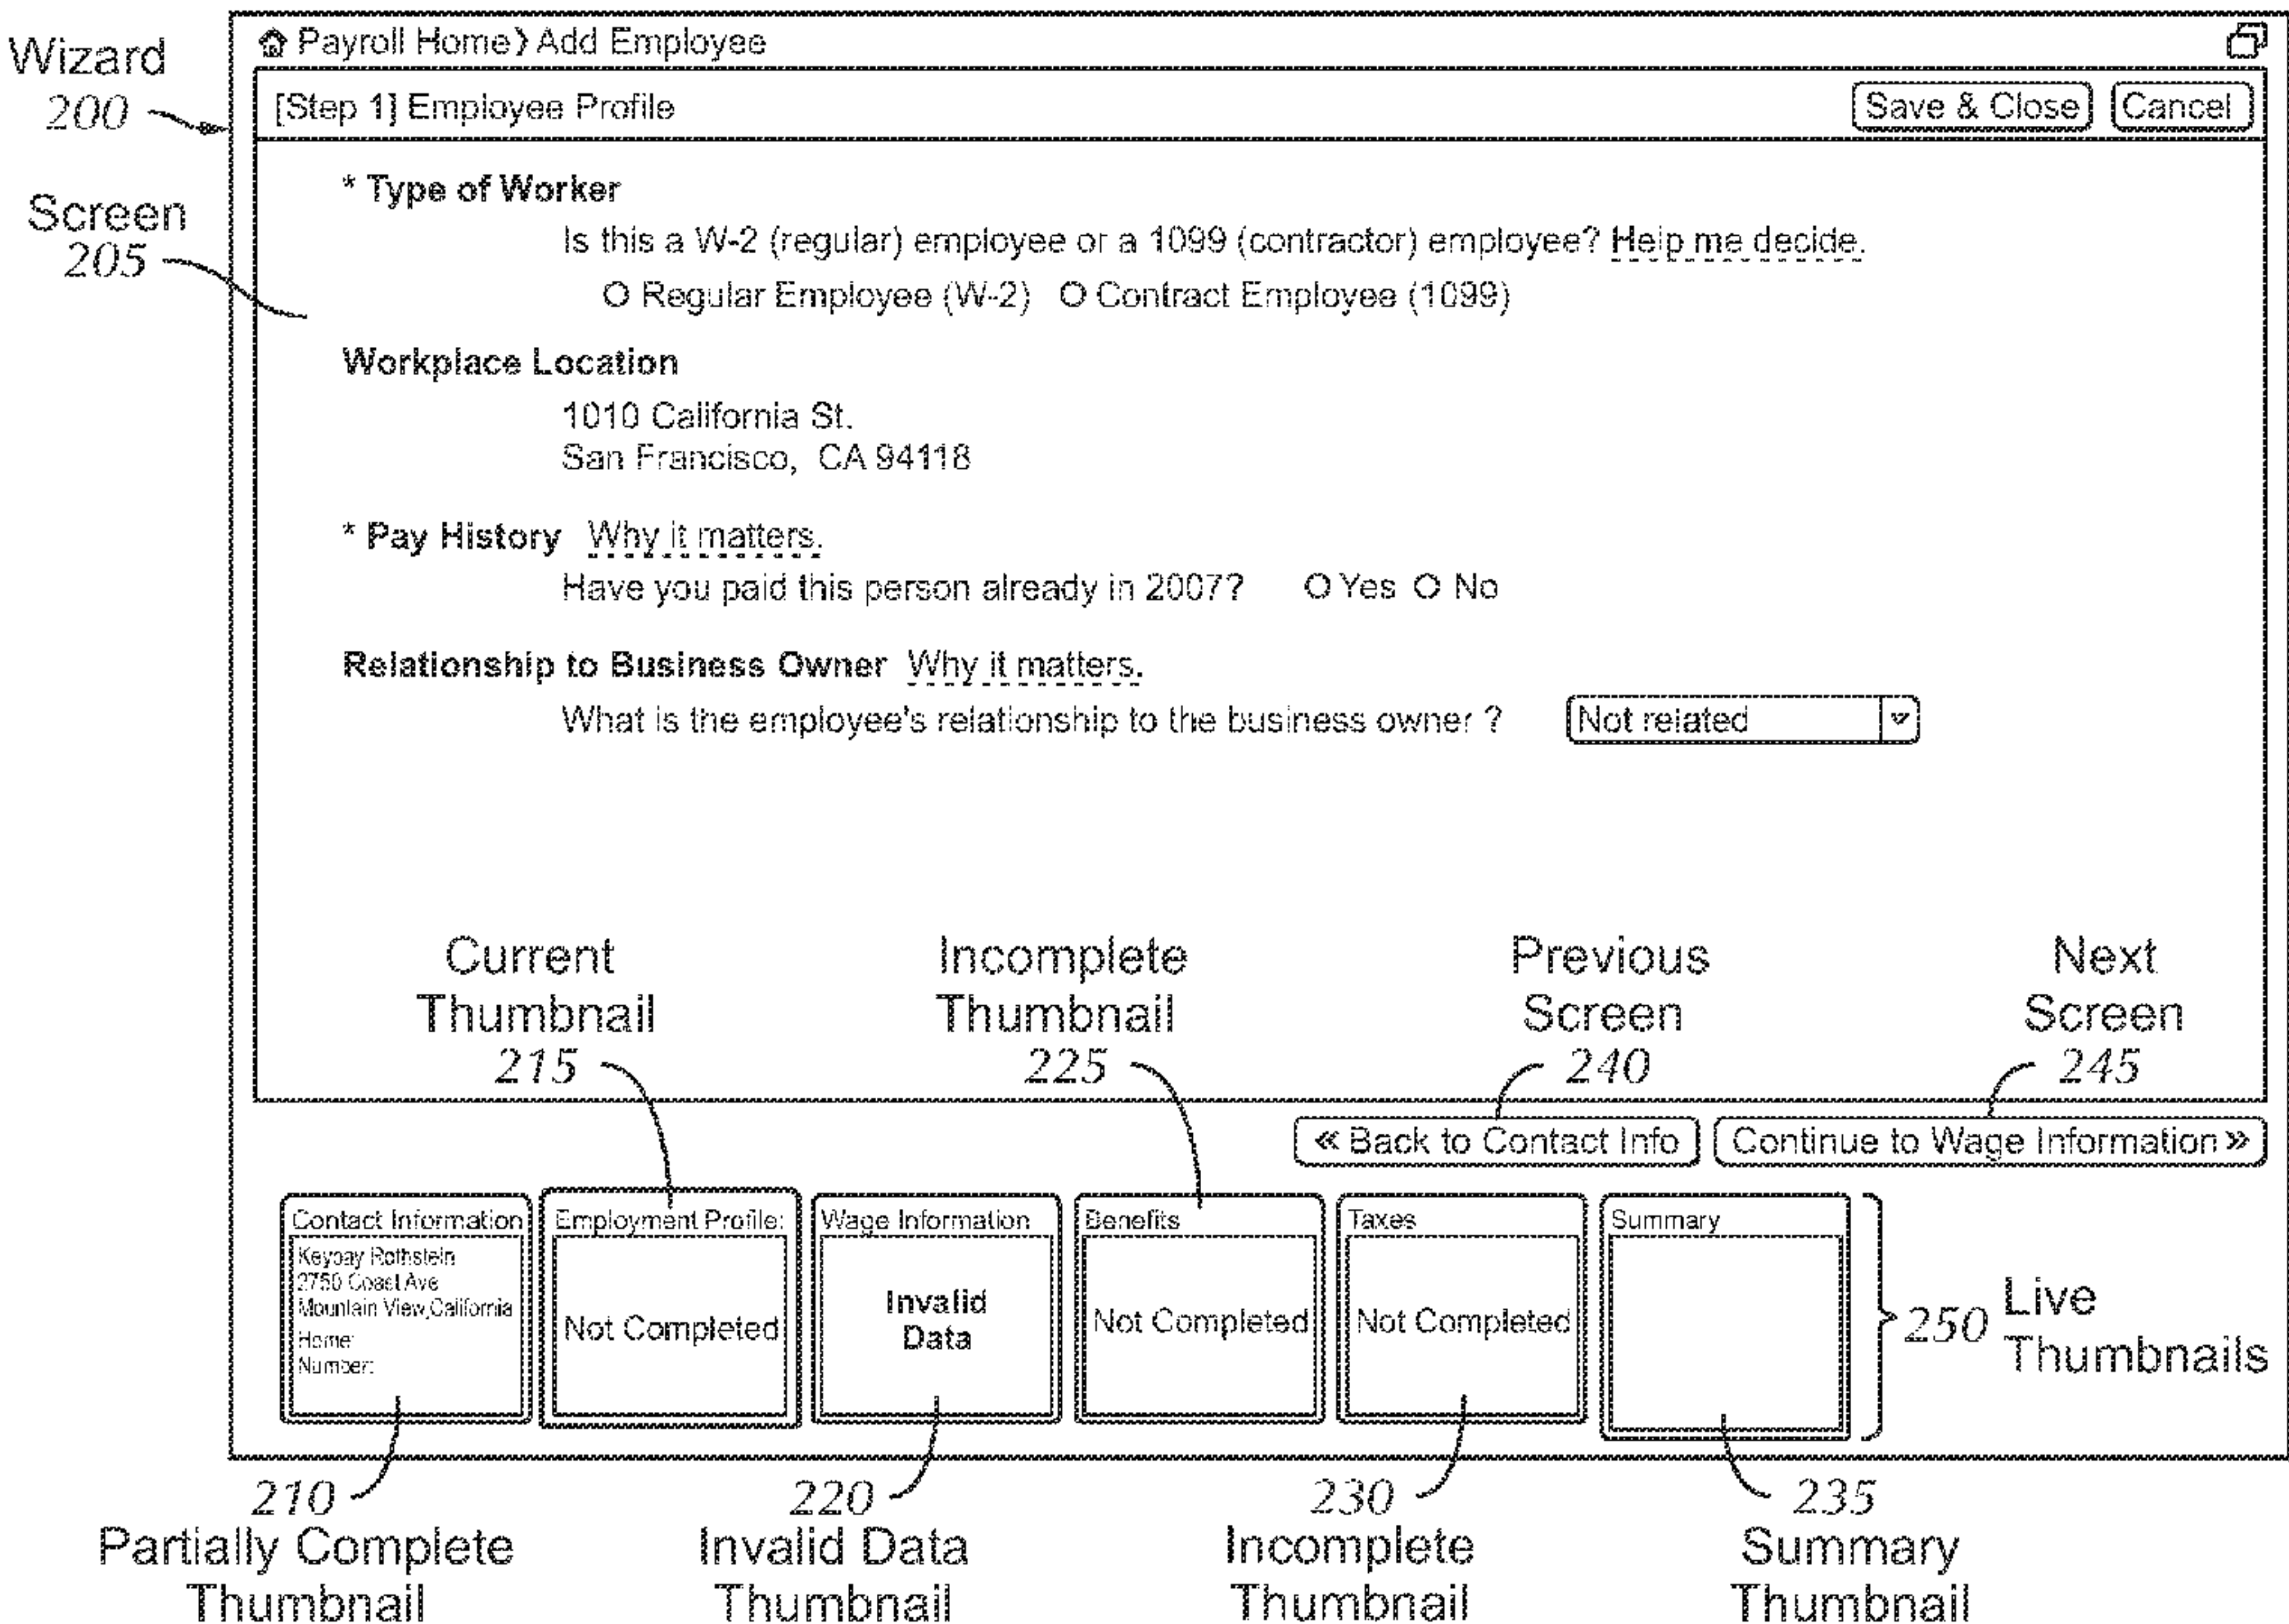 Payroll Home › Add Employee
Wizard
200
[Step 1] Employee Profile
Save & Close
Cancel
Screen
205
* Type of Worker
Is this a W-2 (regular) employee or a 1099 (contractor) employee? Help me decide.
O Regular Employee (W-2) O Contract Employee (1099)
Workplace Location
1010 California St.
San Francisco, CA 94118
* Pay History Why it matters.
Have you paid this person already in 2007? O Yes O No
Relationship to Business Owner Why it matters.
What is the employee's relationship to the business owner ? Not related
Current
Thumbnail
215
Incomplete
Thumbnail
225
Previous
Screen
240
Next
Screen
245
« Back to Contact Info
Continue to Wage Information »
Contact Information
Keypay Rothstein
2750 Coast Ave
Mountain View, California
Home:
Number:
Employment Profile:
Not Completed
Wage Information
Invalid
Data
Benefits
Not Completed
Taxes
Not Completed
Summary
250
Live
Thumbnails
210
Partially Complete
Thumbnail
220
Invalid Data
Thumbnail
230
Incomplete
Thumbnail
235
Summary
Thumbnail